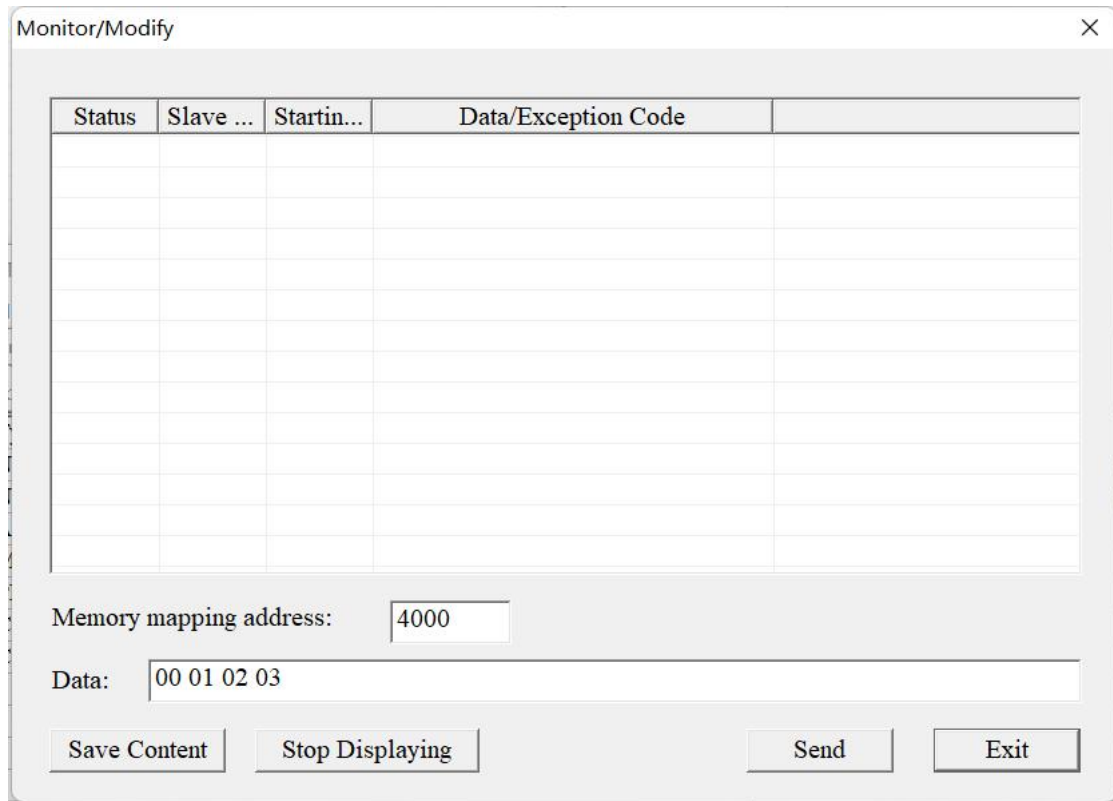 Monitor/Modify
Status Slave ... Startin... Data/Exception Code
Memory mapping address: 4000
Data: 00 01 02 03
Save Content Stop Displaying Send Exit